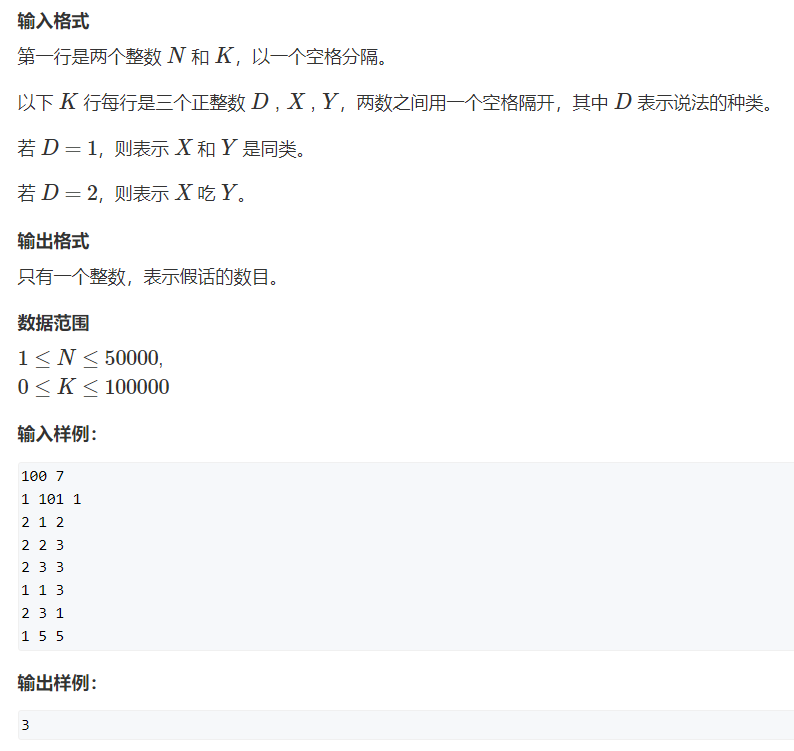 输入格式
第一行是两个整数 N 和 K，以一个空格分隔。
以下 K 行每行是三个正整数 D，X，Y，两数之间用一个空格隔开，其中 D 表示说法的种类。
若 D = 1，则表示 X 和 Y 是同类。
若 D = 2，则表示 X 吃 Y。
输出格式
只有一个整数，表示假话的数目。
数据范围
1 ≤ N ≤ 50000,
0 ≤ K ≤ 100000
输入样例：
100 7
1 101 1
2 1 2
2 2 3
2 3 3
1 1 3
2 3 1
1 5 5
输出样例：
3